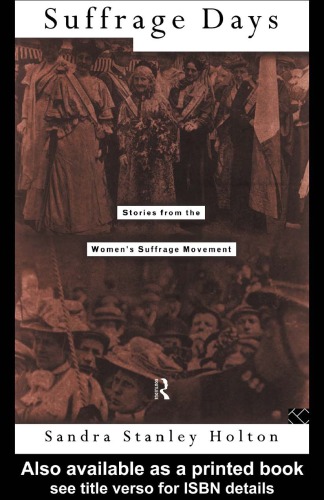 Suffrage Days
Stories from the
Women's Suffrage Movement
ROUTLEDGE
Sandra Stanley Holton
Also available as a printed book
see title verso for ISBN details